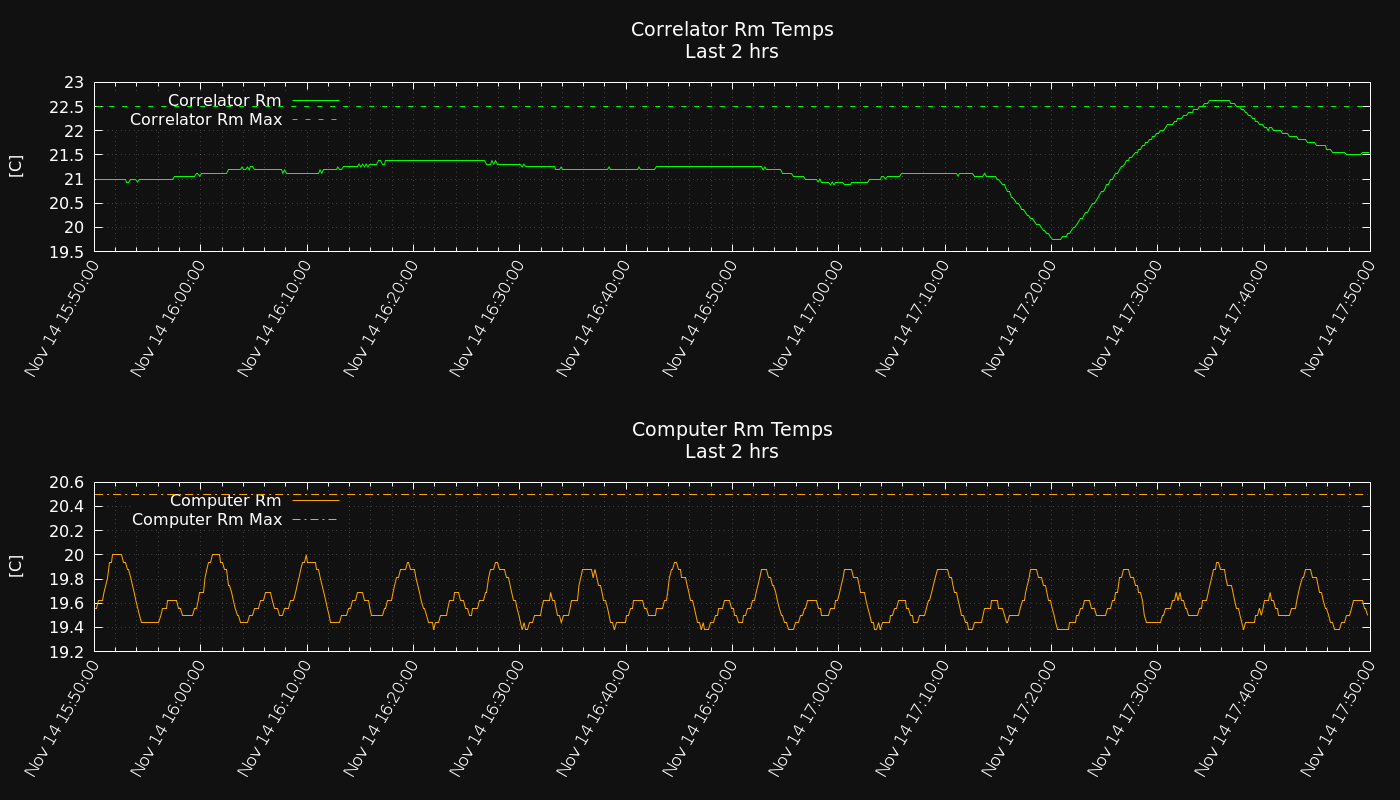 Correlator Rm Temps
Last 2 hrs
23
22.5
22
21.5
21
20.5
20
19.5
[C]
Correlator Rm
Correlator Rm Max
Nov 14 15:50:00
Nov 14 16:00:00
Nov 14 16:10:00
Nov 14 16:20:00
Nov 14 16:30:00
Nov 14 16:40:00
Nov 14 16:50:00
Nov 14 17:00:00
Nov 14 17:10:00
Nov 14 17:20:00
Nov 14 17:30:00
Nov 14 17:40:00
Nov 14 17:50:00
Computer Rm Temps
Last 2 hrs
20.6
20.4
20.2
20
19.8
19.6
19.4
19.2
[C]
Computer Rm
Computer Rm Max
Nov 14 15:50:00
Nov 14 16:00:00
Nov 14 16:10:00
Nov 14 16:20:00
Nov 14 16:30:00
Nov 14 16:40:00
Nov 14 16:50:00
Nov 14 17:00:00
Nov 14 17:10:00
Nov 14 17:20:00
Nov 14 17:30:00
Nov 14 17:40:00
Nov 14 17:50:00